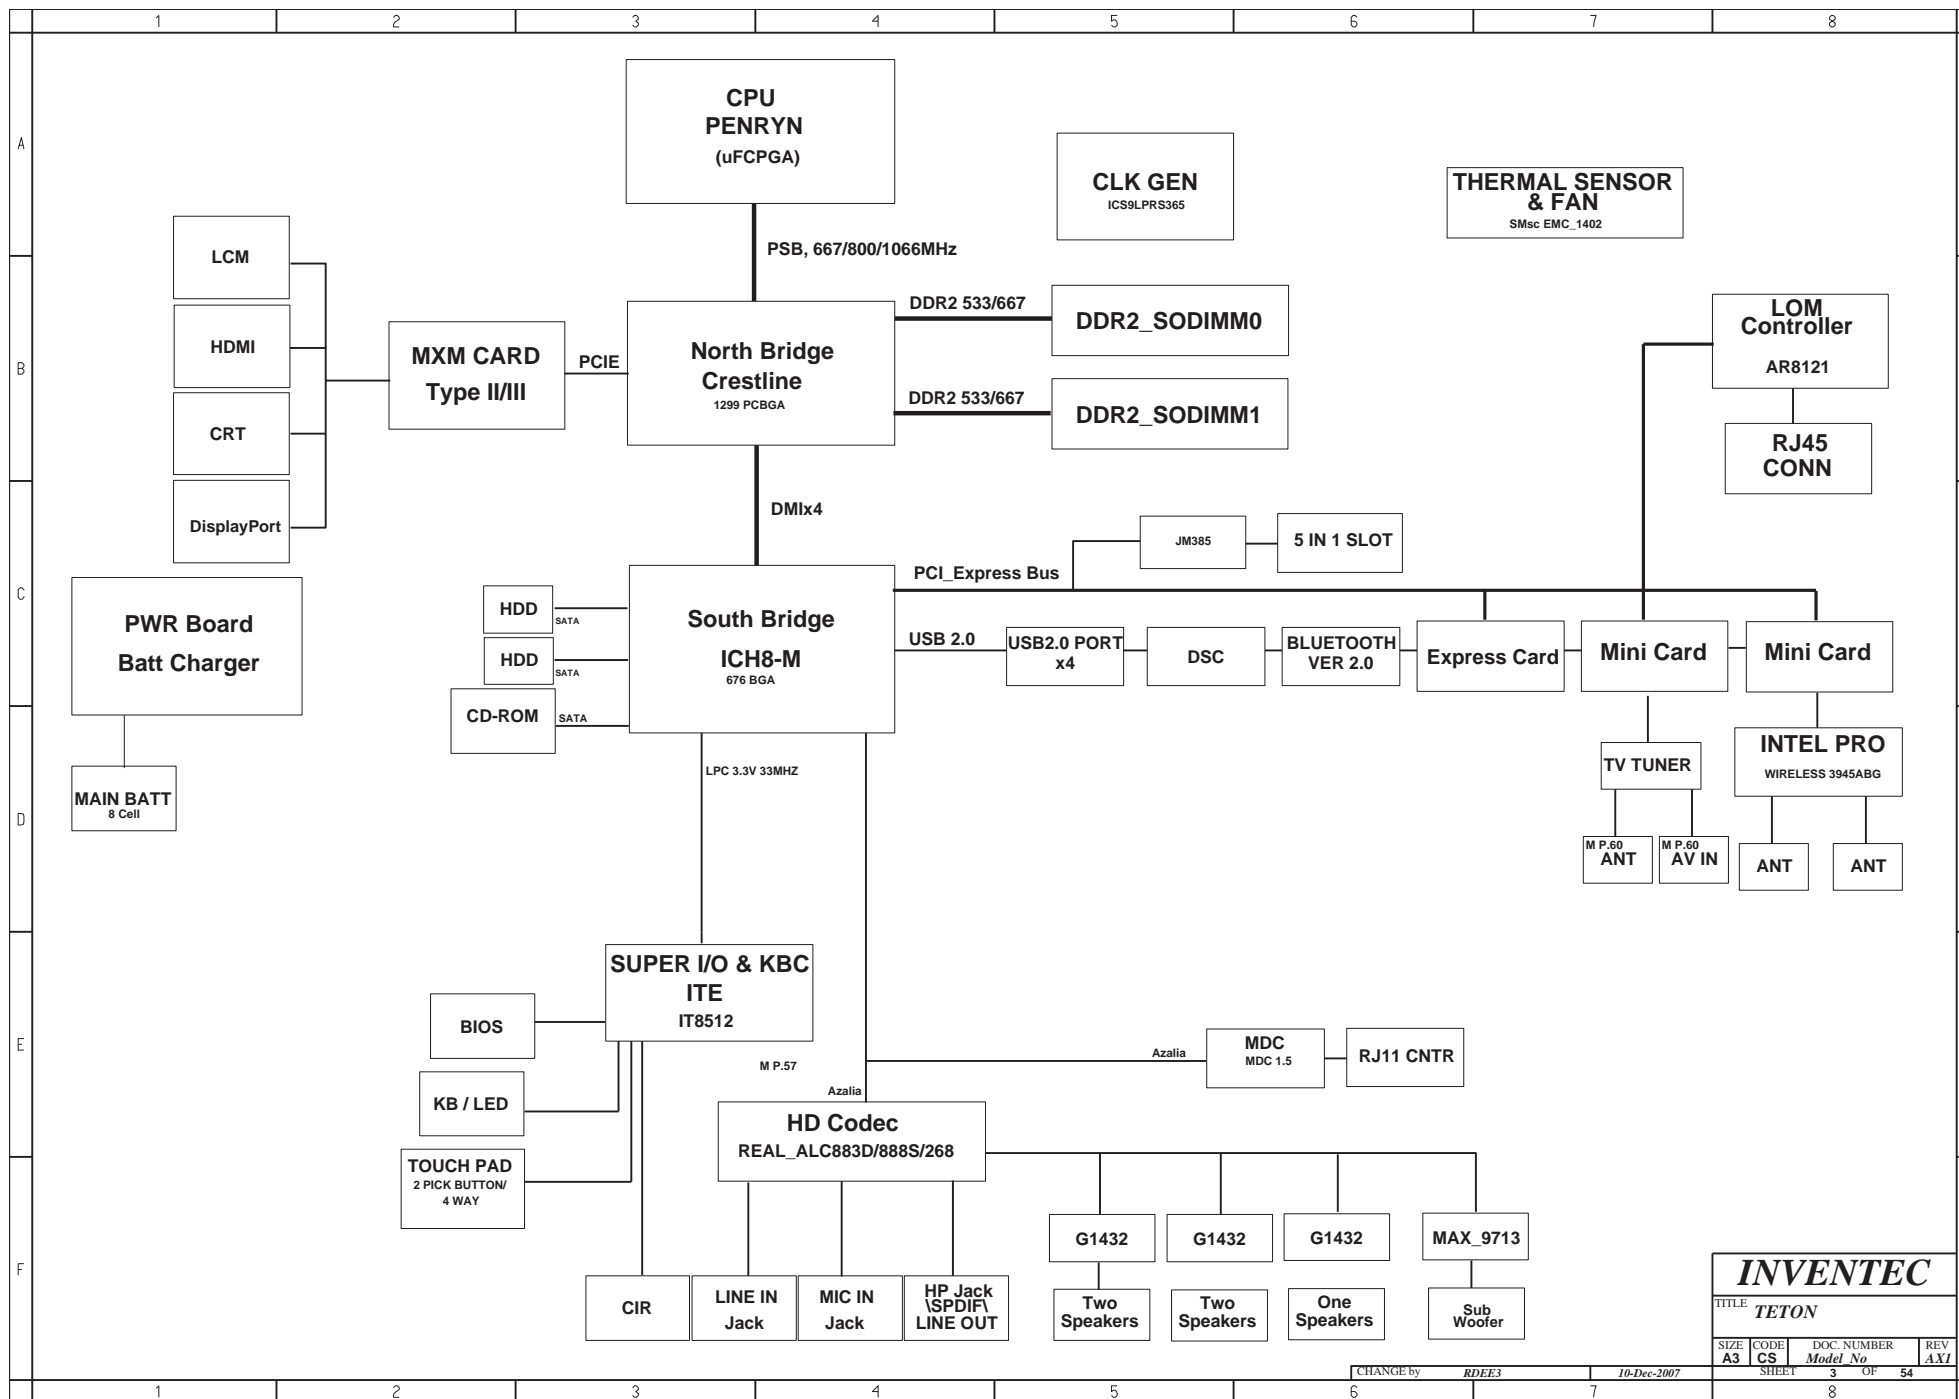 1 2 3 4 5 6 7 8
A
B
C
D
E
F
CPU
PENRYN
(uFCPGA)
CLK GEN
ICS9LPRS365
THERMAL SENSOR
& FAN
SMsc EMC_1402
PSB, 667/800/1066MHz
LCM
HDMI
CRT
DisplayPort
MXM CARD
Type II/III
PCIE
North Bridge
Crestline
1299 PCBGA
DDR2 533/667
DDR2_SODIMM0
DDR2 533/667
DDR2_SODIMM1
LOM
Controller
AR8121
RJ45
CONN
DMIx4
JM385
5 IN 1 SLOT
PCI_Express Bus
PWR Board
Batt Charger
MAIN BATT
8 Cell
HDD
SATA
HDD
SATA
CD-ROM
SATA
South Bridge
ICH8-M
676 BGA
USB 2.0
USB2.0 PORT
x4
DSC
BLUETOOTH
VER 2.0
Express Card
Mini Card
Mini Card
TV TUNER
INTEL PRO
WIRELESS 3945ABG
M P.60
ANT
M P.60
AV IN
ANT
ANT
LPC 3.3V 33MHZ
SUPER I/O & KBC
ITE
IT8512
BIOS
KB / LED
TOUCH PAD
2 PICK BUTTON/
4 WAY
M P.57
Azalia
Azalia
MDC
MDC 1.5
RJ11 CNTR
HD Codec
REAL_ALC883D/888S/268
CIR
LINE IN
Jack
MIC IN
Jack
HP Jack
\SPDIF\
LINE OUT
G1432
G1432
G1432
MAX_9713
Two
Speakers
Two
Speakers
One
Speakers
Sub
Woofer
INVENTEC
TITLE
TETON
SIZE CODE DOC. NUMBER REV
A3 CS Model_No AX1
CHANGE by RDEE3 10-Dec-2007 SHEET 3 OF 54
1 2 3 4 5 6 7 8